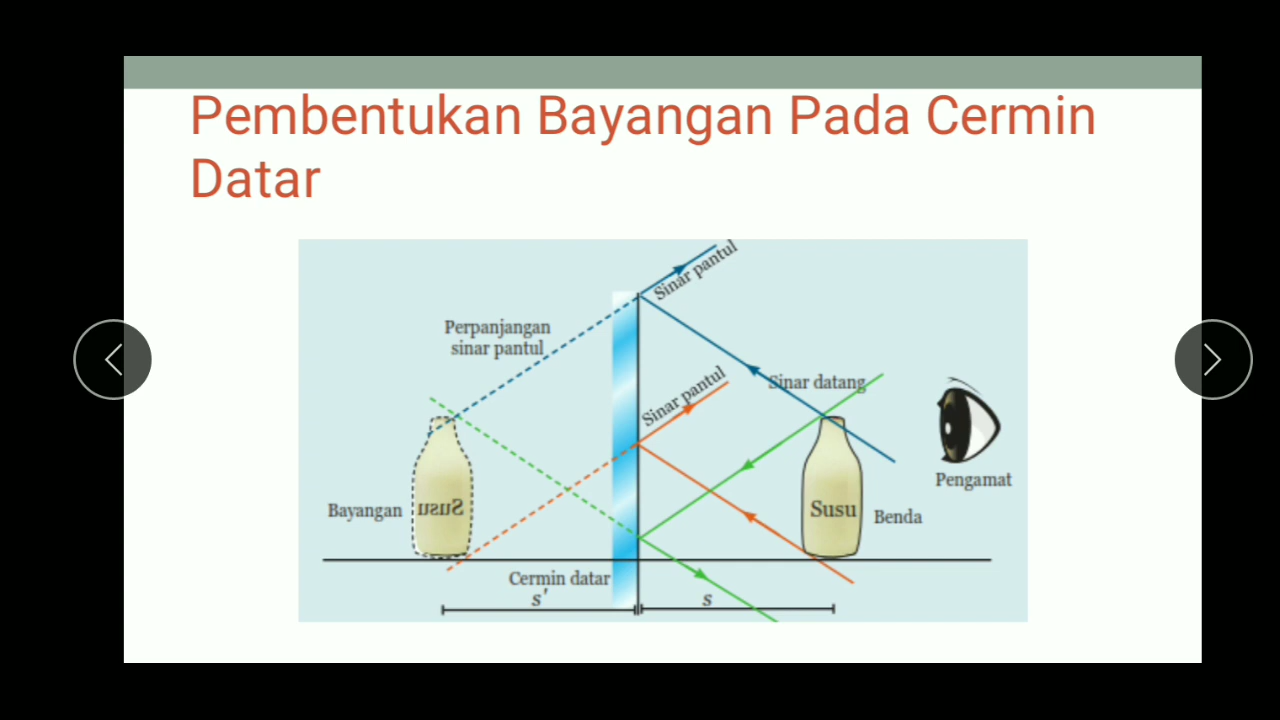 Pembentukan Bayangan Pada Cermin
Datar
Sinar pantul
Perpanjangan
sinar pantul
Sinar pantul
Sinar datang
Pengamat
Bayangan
Susu
Susu
Benda
Cermin datar
s'
s